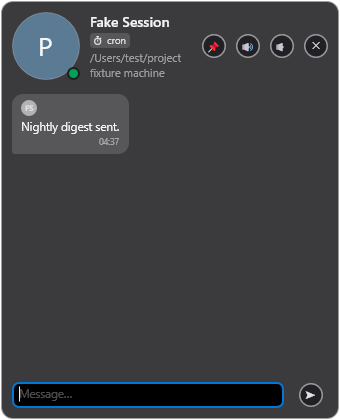 P
Fake Session
cron
/Users/test/project
fixture machine
FS
Nightly digest sent.
04:37
Message...